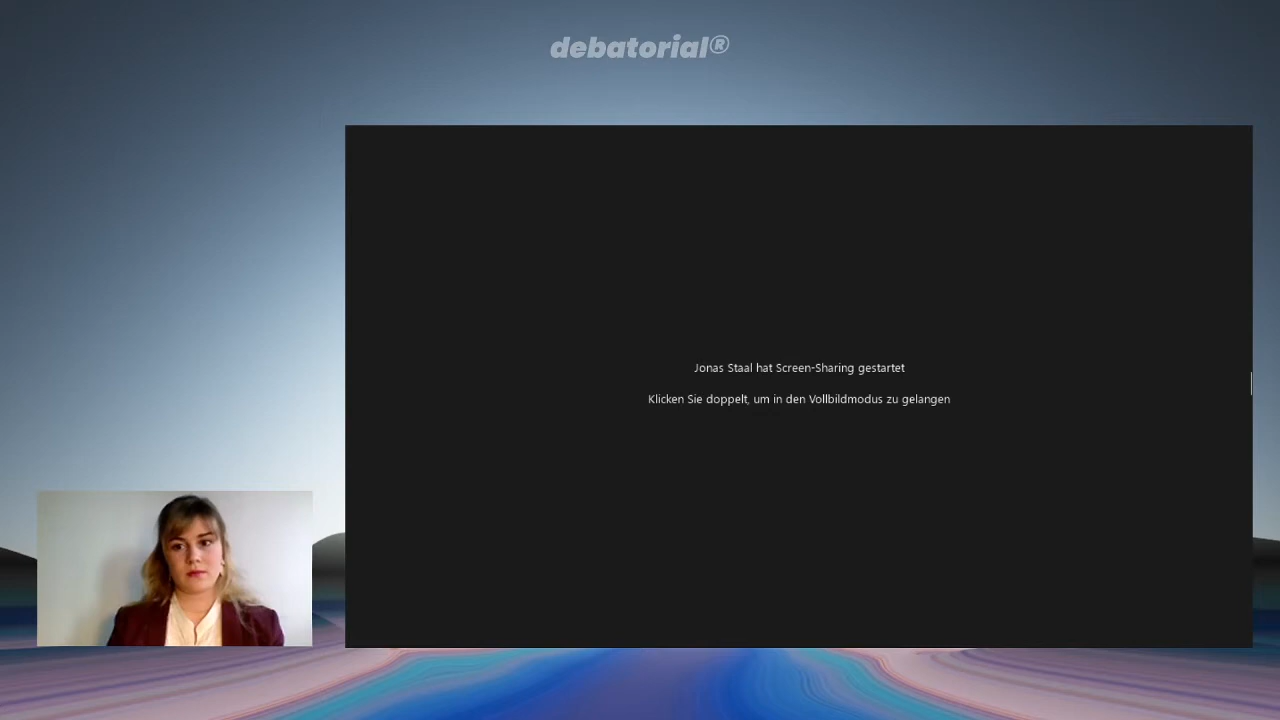 debatorial®
Jonas Staal hat Screen-Sharing gestartet
Klicken Sie doppelt, um in den Vollbildmodus zu gelangen